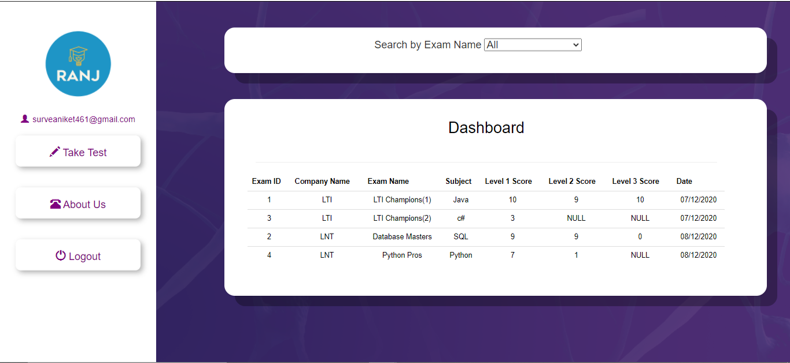 RANJ
surveaniket461@gmail.com
Take Test
About Us
Logout
Search by Exam Name All
Dashboard
Exam ID Company Name Exam Name Subject Level 1 Score Level 2 Score Level 3 Score Date
1 LTI LTI Champions(1) Java 10 9 10 07/12/2020
3 LTI LTI Champions(2) c# 3 NULL NULL 07/12/2020
2 LNT Database Masters SQL 9 9 0 08/12/2020
4 LNT Python Pros Python 7 1 NULL 08/12/2020